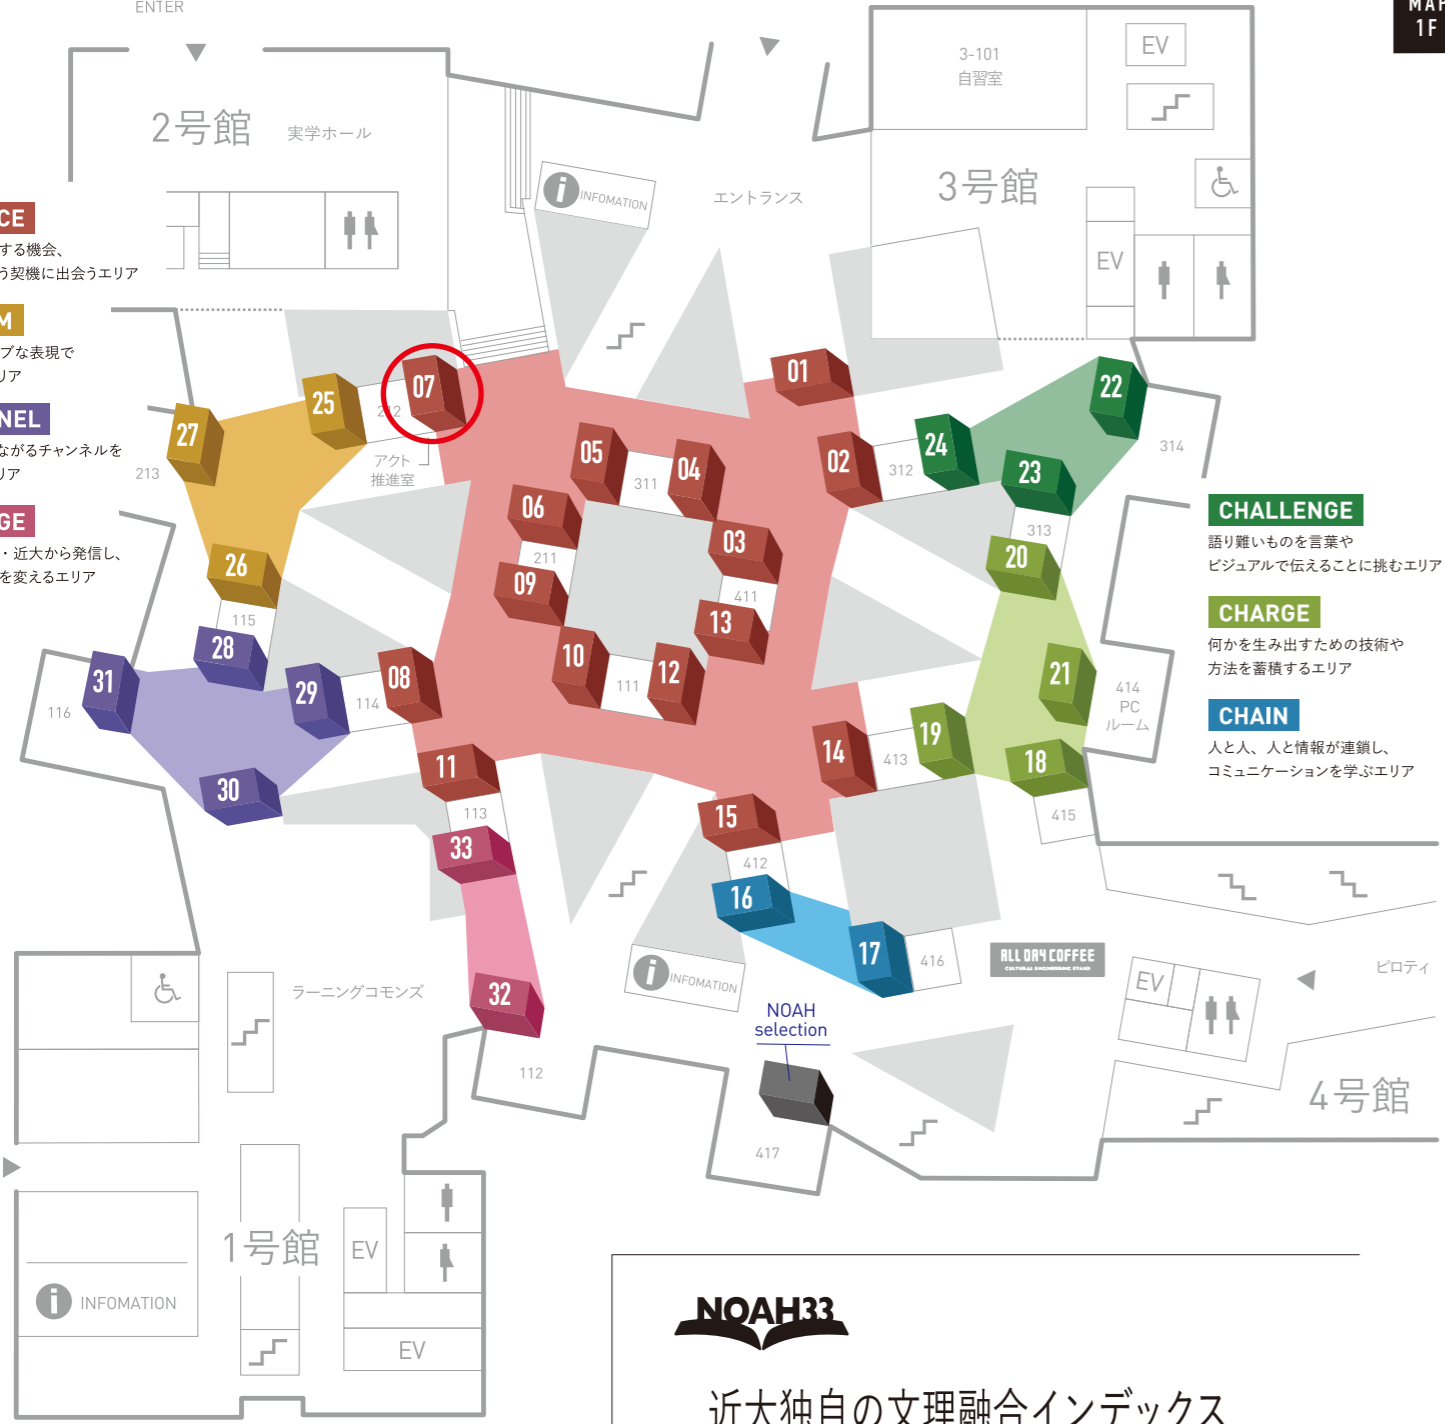 ENTER
MAP
1F
3-101
自習室
EV
2号館
実学ホール
3号館
INFOMATION
エントランス
EV
CE
する機会、
う契機に出会うエリア
M
ブな表現で
リア
NEL
ながるチャンネルを
リア
GE
・近大から発信し、
を変えるエリア
01
07
22
25
27
212
213
アクト
推進室
05
04
02
24
23
312
314
311
06
03
313
211
20
26
09
411
115
13
28
10
12
111
31
29
08
114
116
21
414
PC
ルーム
14
413
19
18
11
30
113
15
415
33
412
16
17
416
32
CHALLENGE
語り難いものを言葉や
ビジュアルで伝えることに挑むエリア
CHARGE
何かを生み出すための技術や
方法を蓄積するエリア
CHAIN
人と人、人と情報が連鎖し、
コミュニケーションを学ぶエリア
ALL DAY COFFEE
CULTURAL ENGINEERING STAND
ラーニングコモンズ
INFOMATION
ピロティ
EV
NOAH
selection
112
417
4号館
1号館
EV
INFOMATION
EV
NOAH33
近大独自の文理融合インデックス